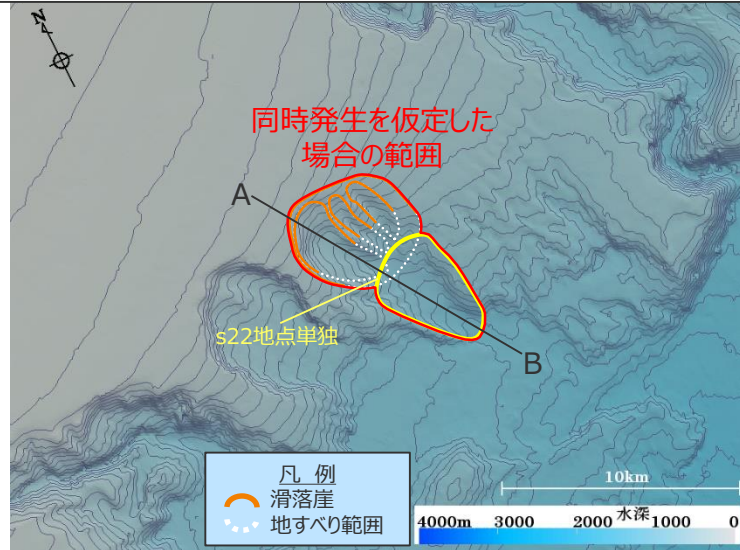 N
同時発生を仮定した
場合の範囲
A
s22地点単独
B
凡 例
滑落崖
地すべり範囲
10km
水深
4000m 3000 2000 1000 0